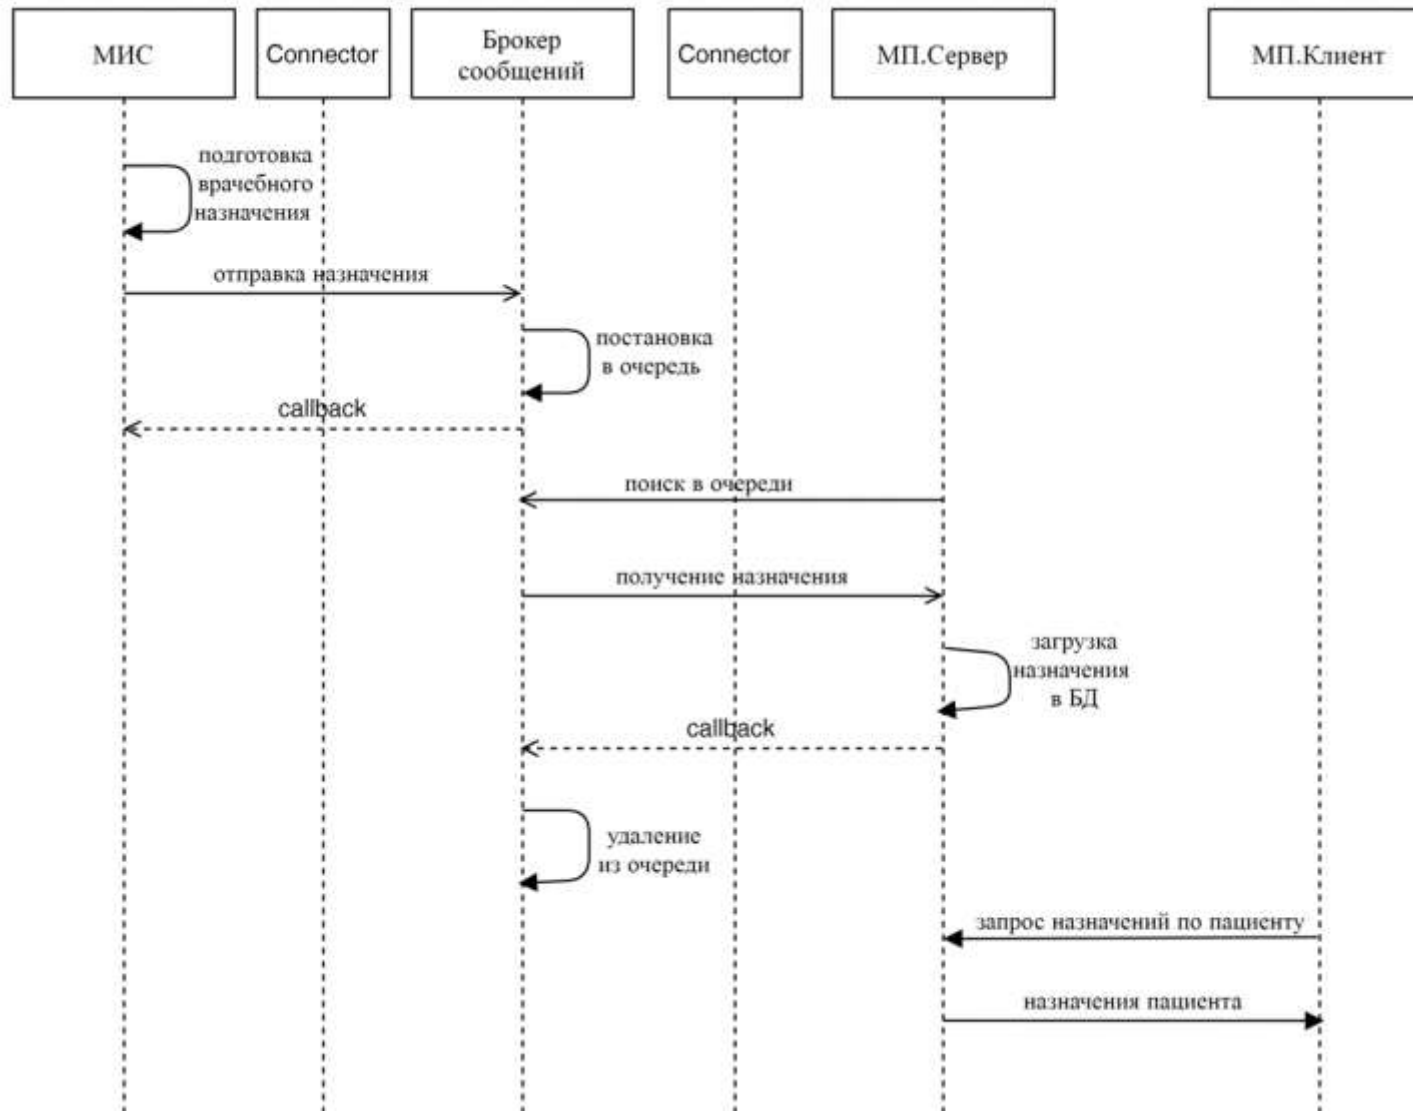 МИС
Connector
Брокер
сообщений
Connector
МП.Сервер
МП.Клиент
подготовка
врачебного
назначения
отправка назначения
постановка
в очередь
callback
поиск в очереди
получение назначения
загрузка
назначения
в БД
callback
удаление
из очереди
запрос назначений по пациенту
назначения пациента